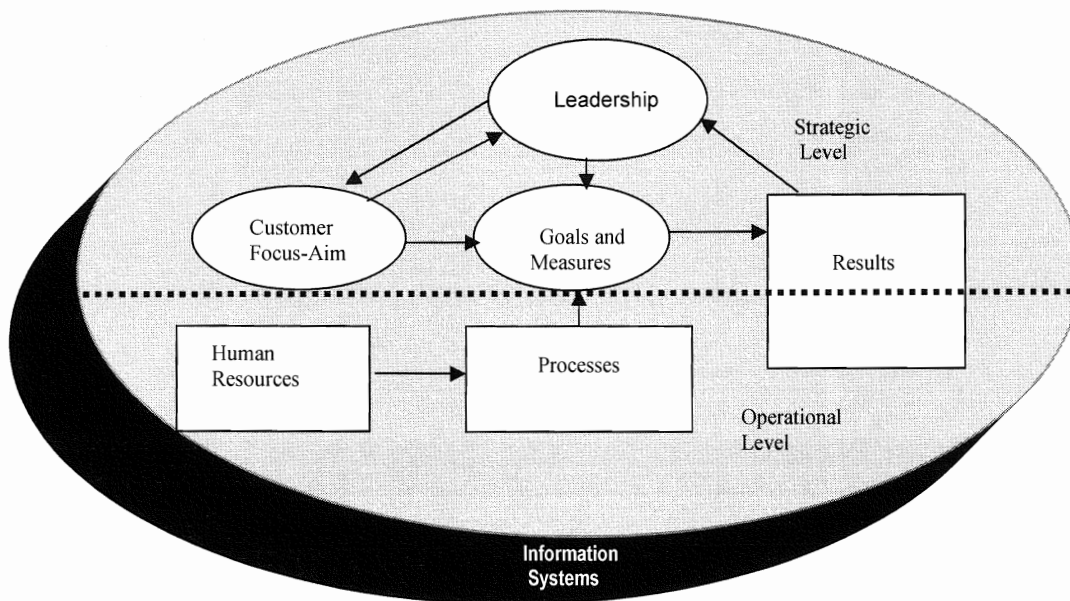 Leadership
Strategic
Level
Customer
Focus-Aim
Goals and
Measures
Results
Human
Resources
Processes
Operational
Level
Information
Systems